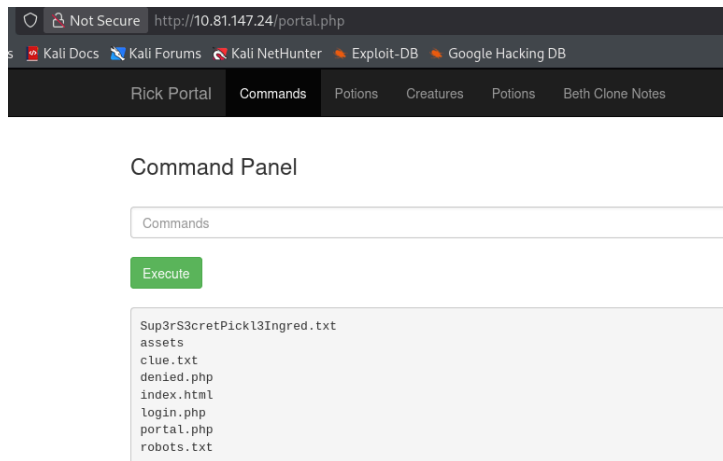 Not Secure http://10.81.147.24/portal.php
s Kali Docs Kali Forums Kali NetHunter Exploit-DB Google Hacking DB
Rick Portal Commands Potions Creatures Potions Beth Clone Notes
Command Panel
Commands
Execute
Sup3rS3cretPickl3Ingred.txt
assets
clue.txt
denied.php
index.html
login.php
portal.php
robots.txt